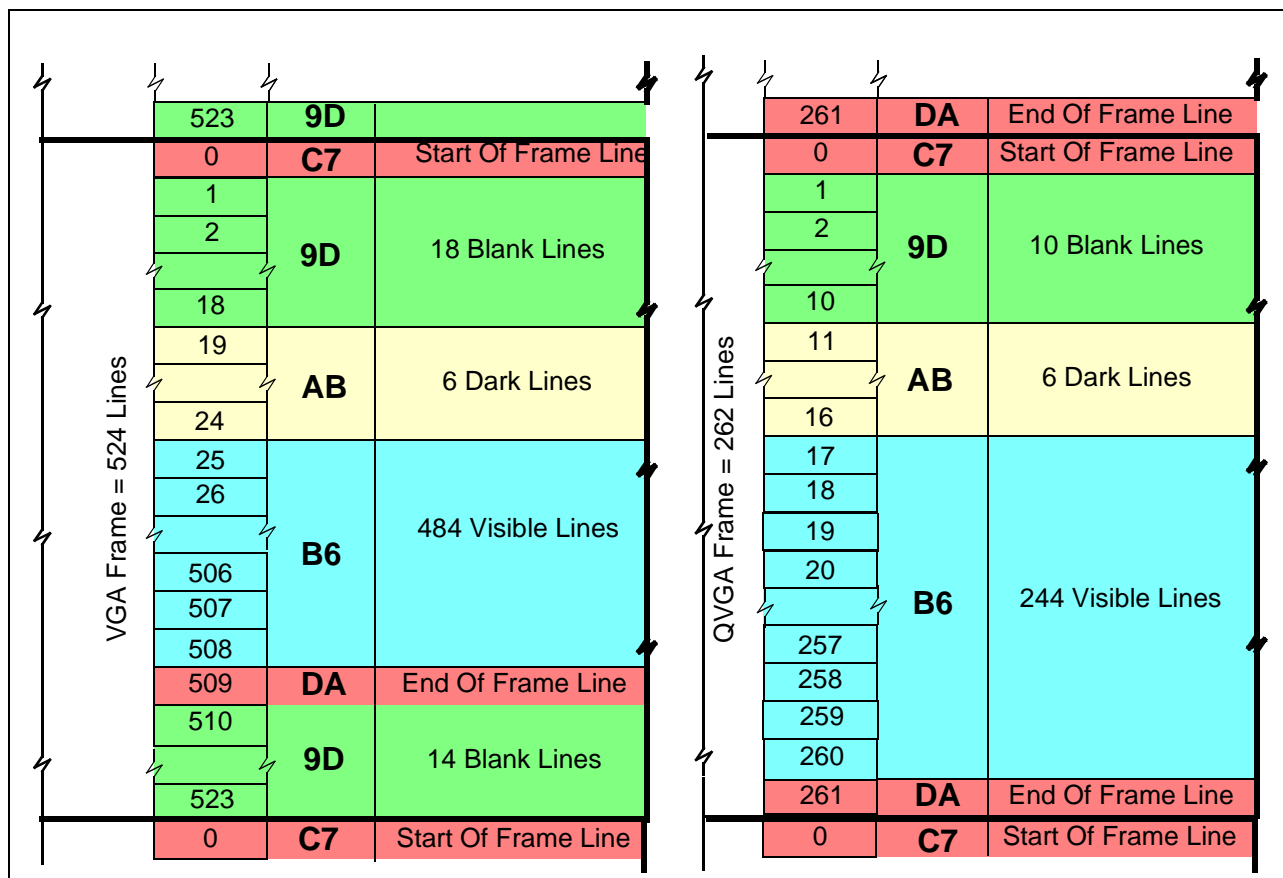 VGA Frame = 524 Lines
523 9D
0 C7 Start Of Frame Line
1
2
9D 18 Blank Lines
18
19
AB 6 Dark Lines
24
25
26
B6 484 Visible Lines
506
507
508
509 DA End Of Frame Line
510
9D 14 Blank Lines
523
0 C7 Start Of Frame Line
QVGA Frame = 262 Lines
261 DA End Of Frame Line
0 C7 Start Of Frame Line
1
2
9D 10 Blank Lines
10
11
AB 6 Dark Lines
16
17
18
19
20
B6 244 Visible Lines
257
258
259
260
261 DA End Of Frame Line
0 C7 Start Of Frame Line